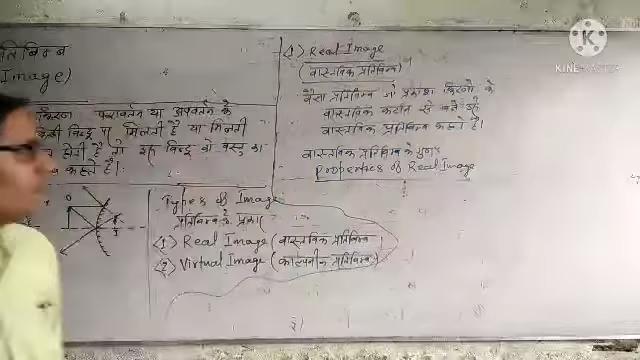 तिबिम्ब
Image)
किरण परावर्तन या अपवर्तन के
किसी बिन्दु पर मिलती है या मिलती
होती है तो उस बिन्दु को वस्तु का
कहते हैं।
Types of Image
प्रतिबिम्ब के प्रकार
(1) Real Image (वास्तविक प्रतिबिम्ब)
(2) Virtual Image (काल्पनिक प्रतिबिम्ब)
(1) Real Image
(वास्तविक प्रतिबिम्ब)
वैसा प्रतिबिम्ब जो प्रकाश किरणों के
वास्तविक कटान से बने उसे
वास्तविक प्रतिबिम्ब कहते हैं।
वास्तविक प्रतिबिम्ब के गुण
Properties of Real Image
KINEMASTER